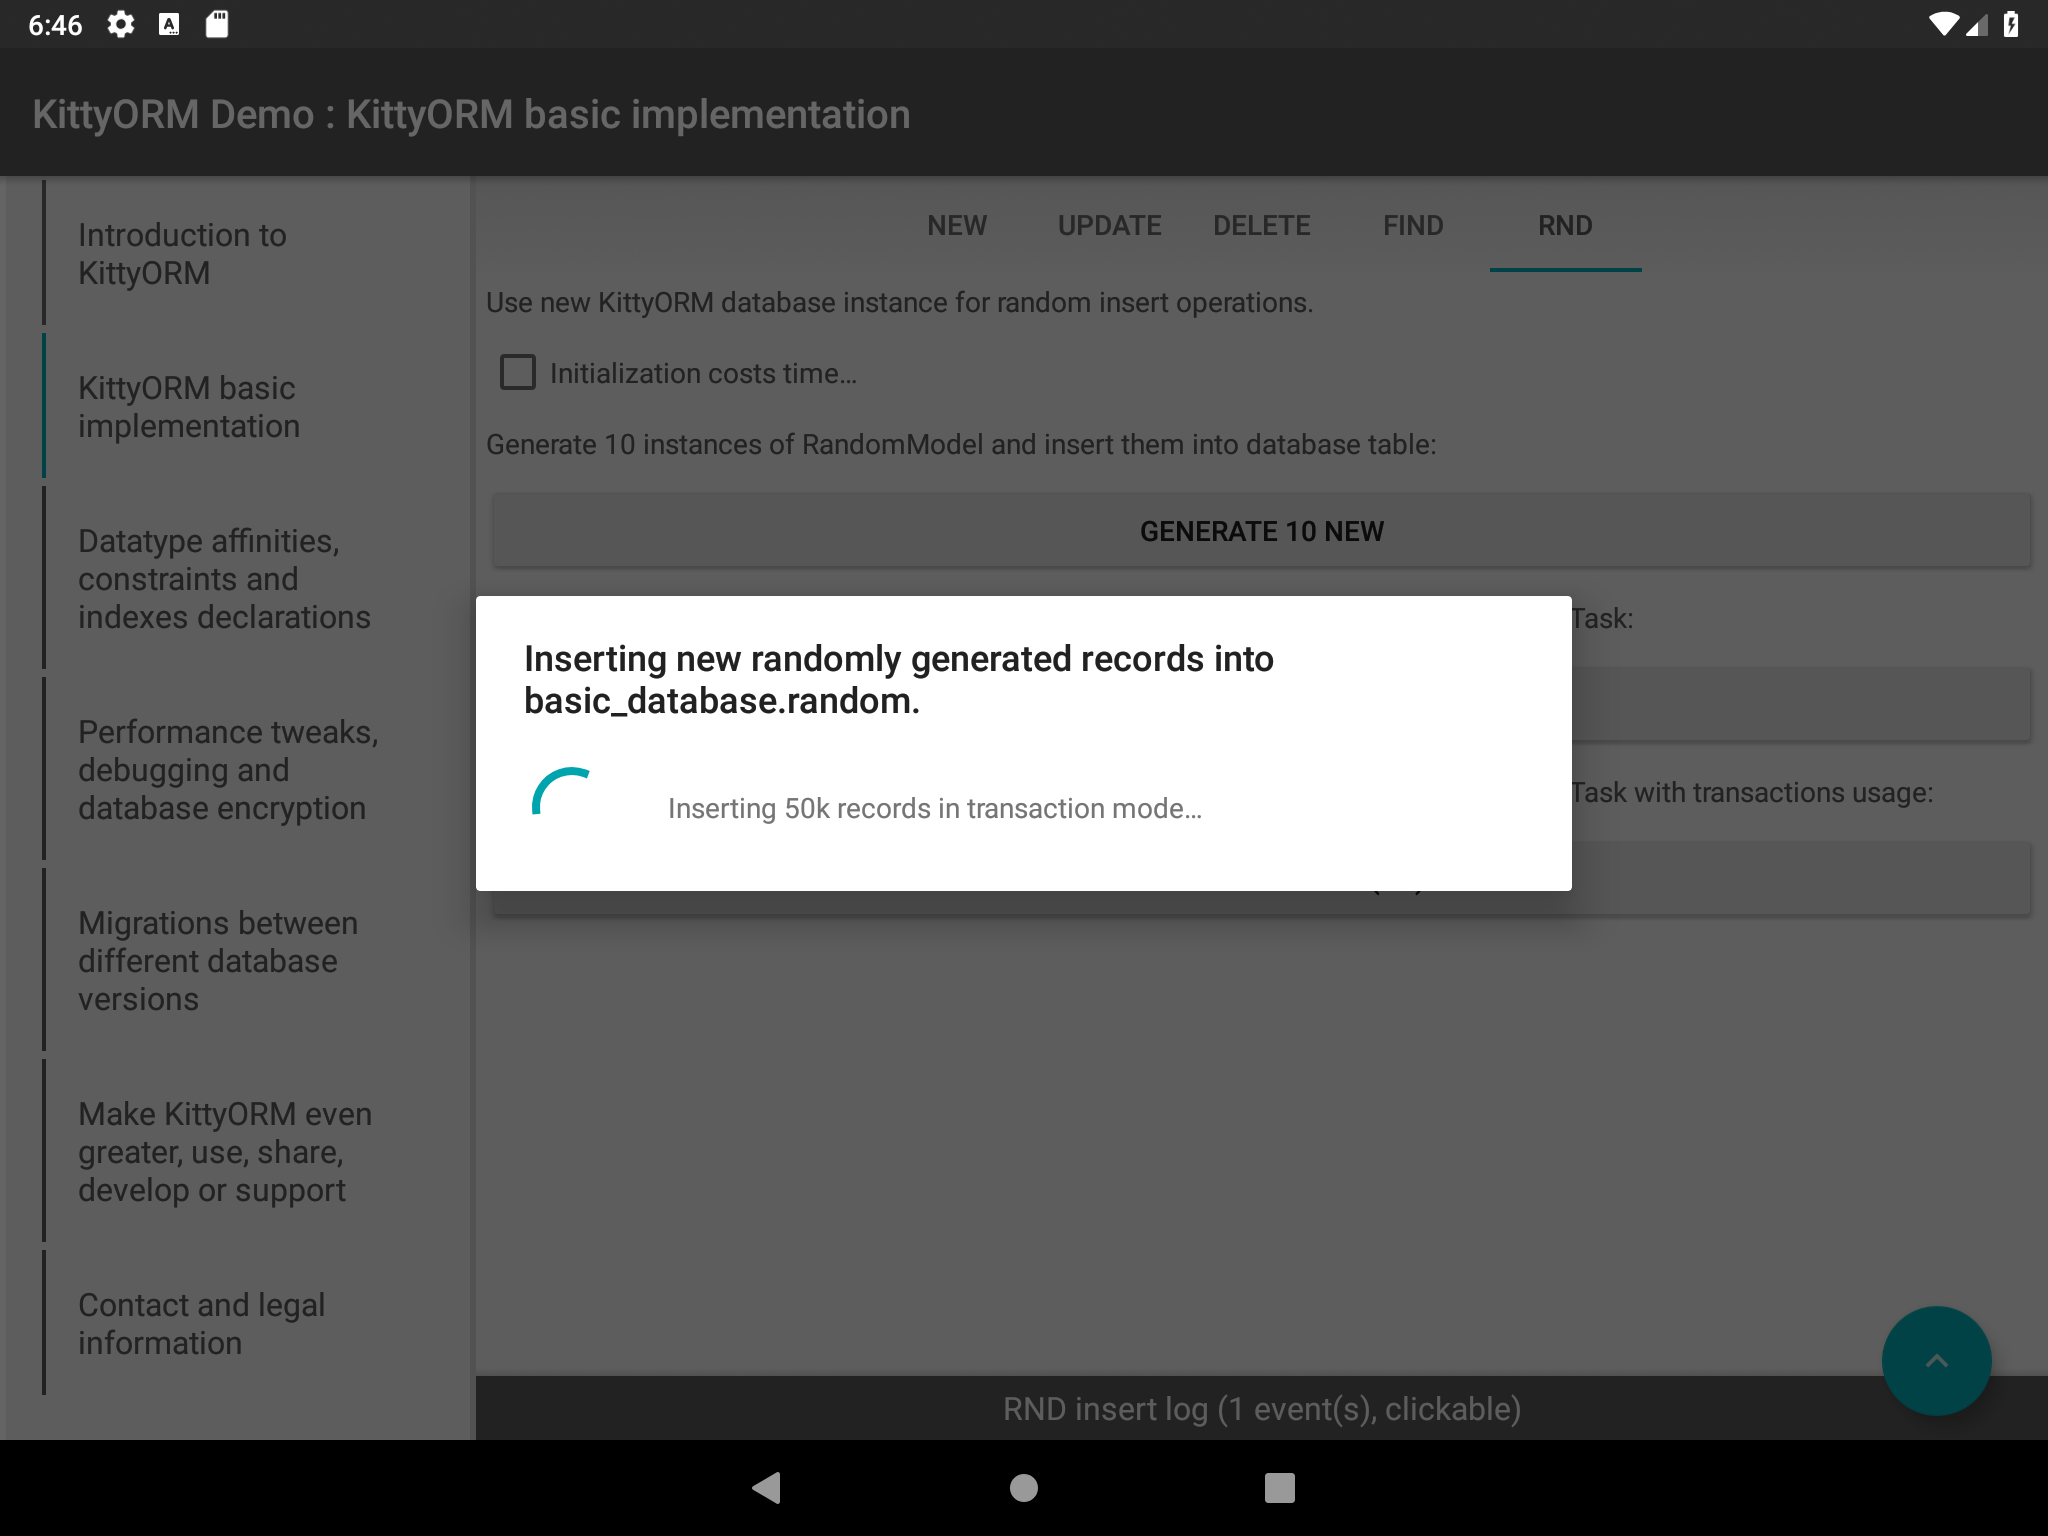 6:46
KittyORM Demo : KittyORM basic implementation
Introduction to
KittyORM
KittyORM basic
implementation
Datatype affinities,
constraints and
indexes declarations
Performance tweaks,
debugging and
database encryption
Migrations between
different database
versions
Make KittyORM even
greater, use, share,
develop or support
Contact and legal
information
NEW
UPDATE
DELETE
FIND
RND
Use new KittyORM database instance for random insert operations.
Initialization costs time...
Generate 10 instances of RandomModel and insert them into database table:
GENERATE 10 NEW
Task:
Task with transactions usage:
Inserting new randomly generated records into
basic_database.random.
Inserting 50k records in transaction mode...
RND insert log (1 event(s), clickable)